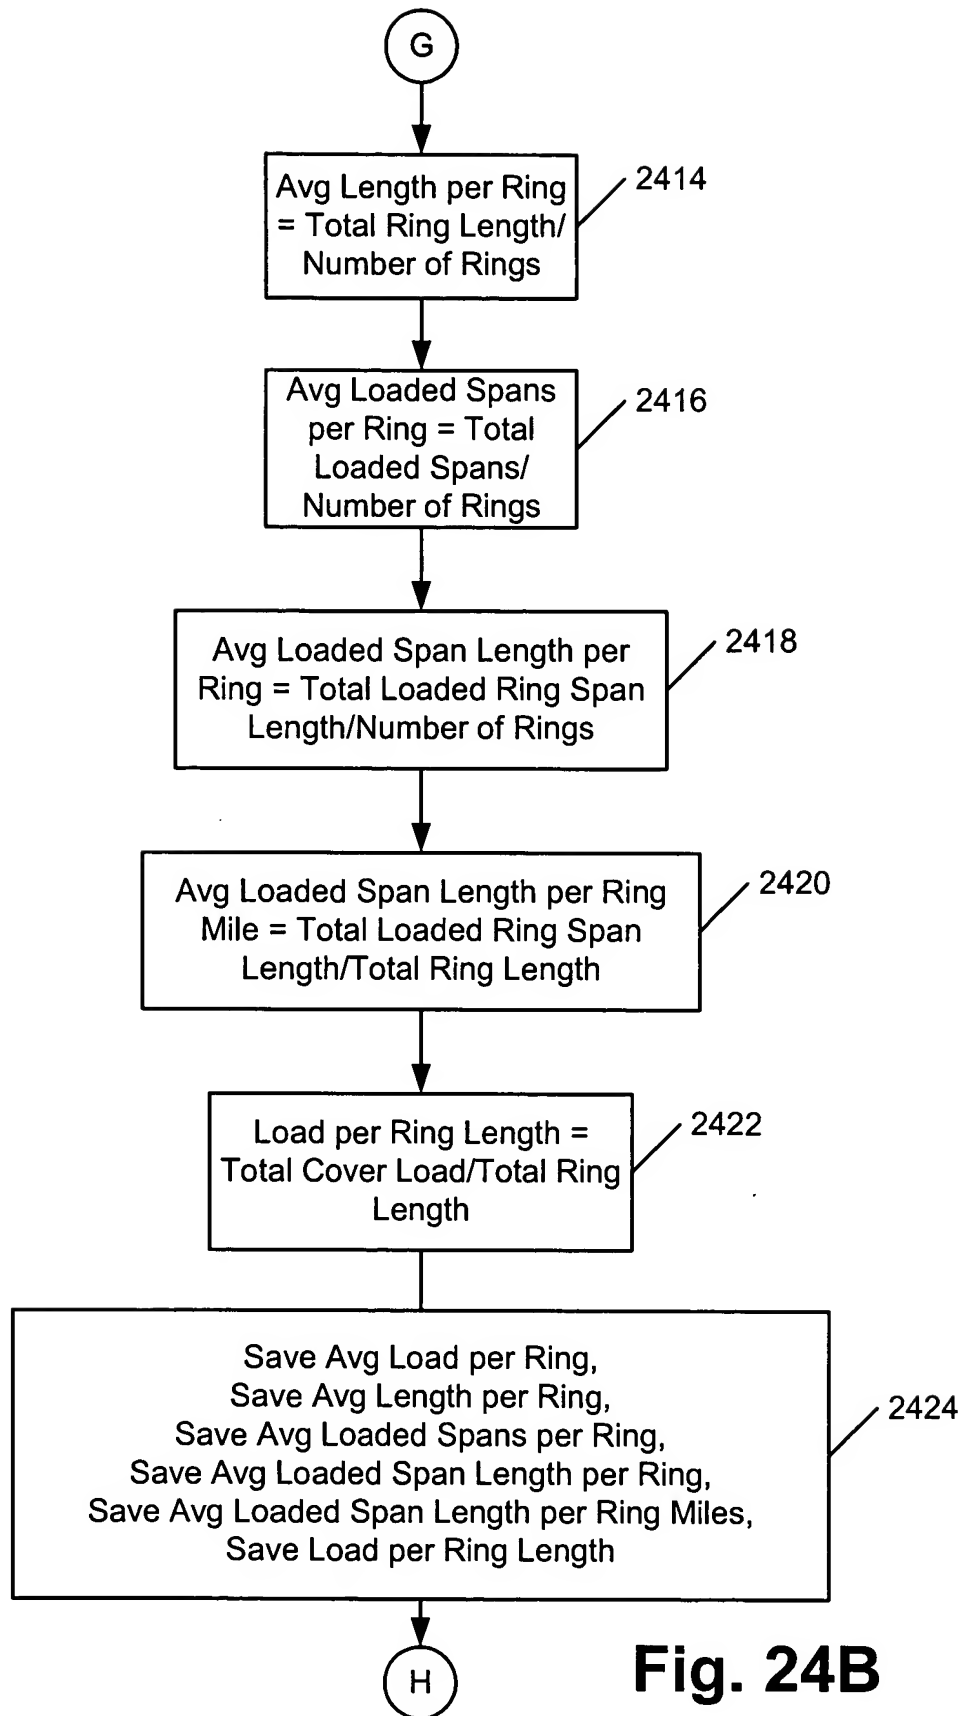 G
Avg Length per Ring
= Total Ring Length/
Number of Rings
2414
Avg Loaded Spans
per Ring = Total
Loaded Spans/
Number of Rings
2416
Avg Loaded Span Length per
Ring = Total Loaded Ring Span
Length/Number of Rings
2418
Avg Loaded Span Length per Ring
Mile = Total Loaded Ring Span
Length/Total Ring Length
2420
Load per Ring Length =
Total Cover Load/Total Ring
Length
2422
Save Avg Load per Ring,
Save Avg Length per Ring,
Save Avg Loaded Spans per Ring,
Save Avg Loaded Span Length per Ring,
Save Avg Loaded Span Length per Ring Miles,
Save Load per Ring Length
2424
H
Fig. 24B